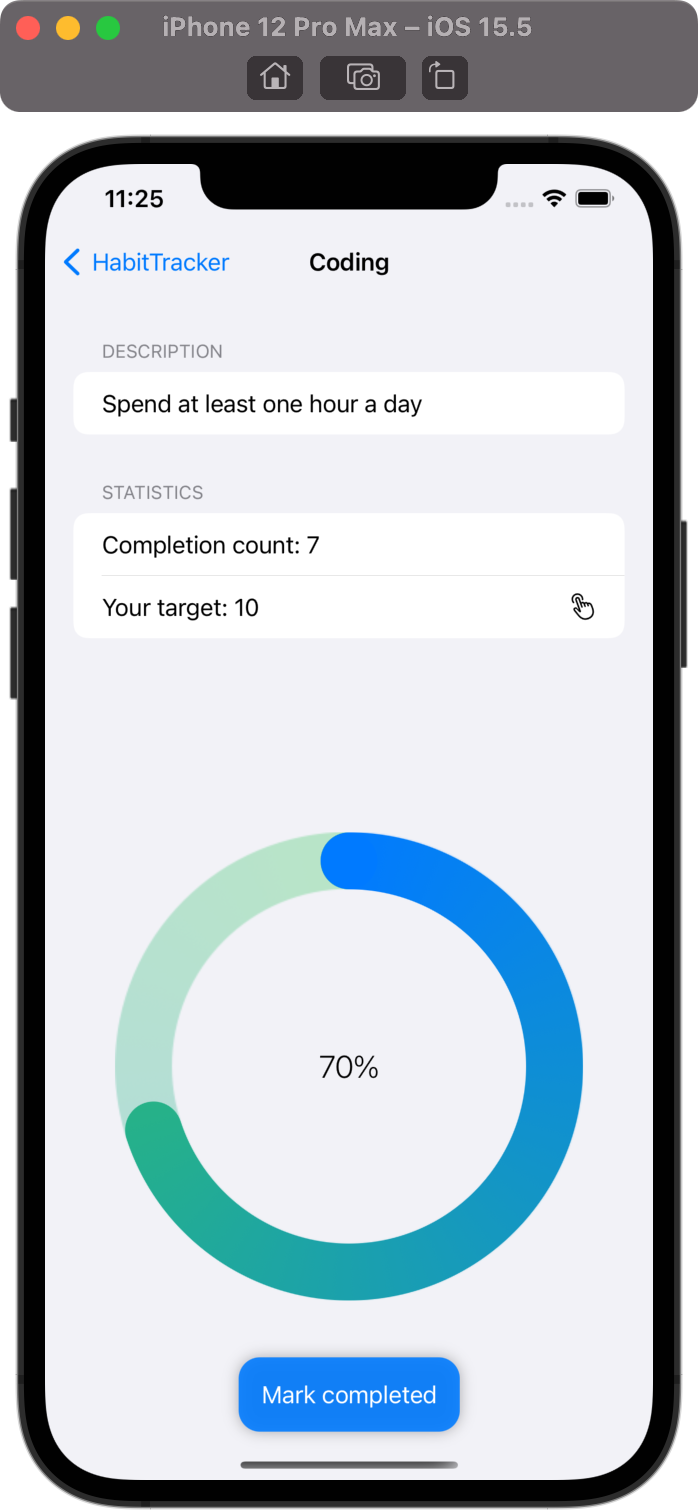 iPhone 12 Pro Max – iOS 15.5
11:25
HabitTracker
Coding
DESCRIPTION
Spend at least one hour a day
STATISTICS
Completion count: 7
Your target: 10
70%
Mark completed